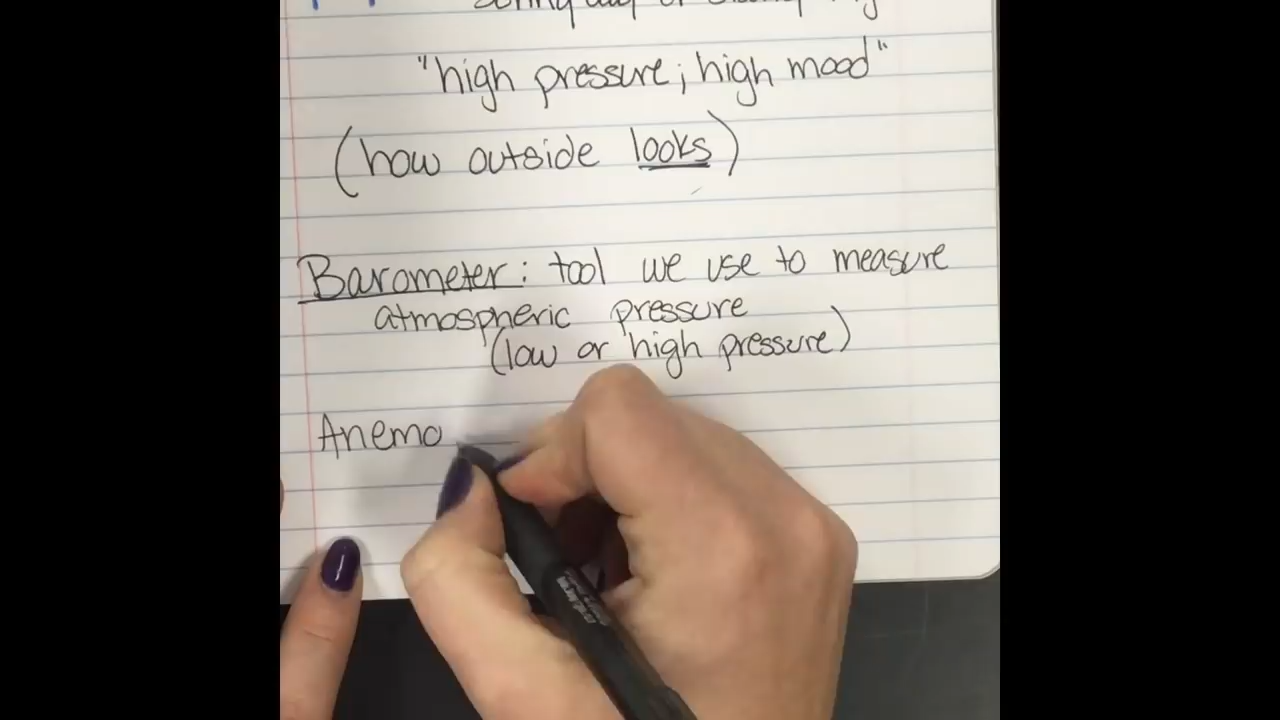 "high pressure; high mood"
(how outside looks)
Barometer: tool we use to measure
atmospheric pressure
(low or high pressure)
Anemo